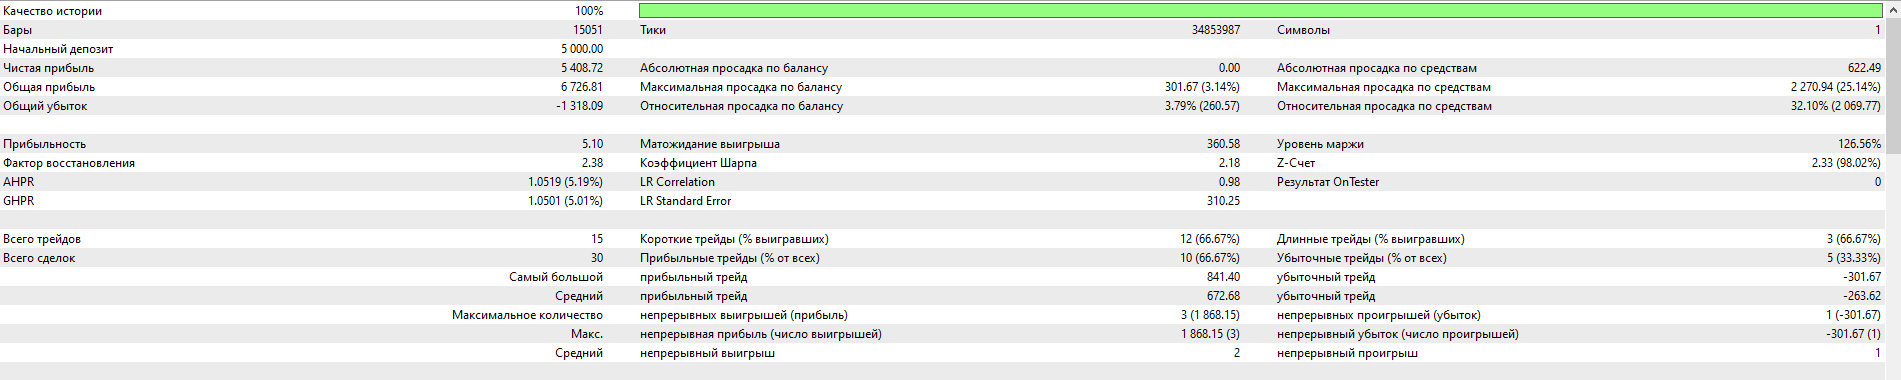 Качество истории 100%
Бары 15051 Тики 34853987 Символы 1
Начальный депозит 5 000.00
Чистая прибыль 5 408.72 Абсолютная просадка по балансу 0.00 Абсолютная просадка по средствам 622.49
Общая прибыль 6 726.81 Максимальная просадка по балансу 301.67 (3.14%) Максимальная просадка по средствам 2 270.94 (25.14%)
Общий убыток -1 318.09 Относительная просадка по балансу 3.79% (260.57) Относительная просадка по средствам 32.10% (2 069.77)
Прибыльность 5.10 Матожидание выигрыша 360.58 Уровень маржи 126.56%
Фактор восстановления 2.38 Коэффициент Шарпа 2.18 Z-Счет 2.33 (98.02%)
AHPR 1.0519 (5.19%) LR Correlation 0.98 Результат OnTester 0
GHPR 1.0501 (5.01%) LR Standard Error 310.25
Всего трейдов 15 Короткие трейды (% выигравших) 12 (66.67%) Длинные трейды (% выигравших) 3 (66.67%)
Всего сделок 30 Прибыльные трейды (% от всех) 10 (66.67%) Убыточные трейды (% от всех) 5 (33.33%)
Самый большой прибыльный трейд 841.40 убыточный трейд -301.67
Средний прибыльный трейд 672.68 убыточный трейд -263.62
Максимальное количество непрерывных выигрышей (прибыль) 3 (1 868.15) непрерывных проигрышей (убыток) 1 (-301.67)
Макс. непрерывная прибыль (число выигрышей) 1 868.15 (3) непрерывный убыток (число проигрышей) -301.67 (1)
Средний непрерывный выигрыш 2 непрерывный проигрыш 1